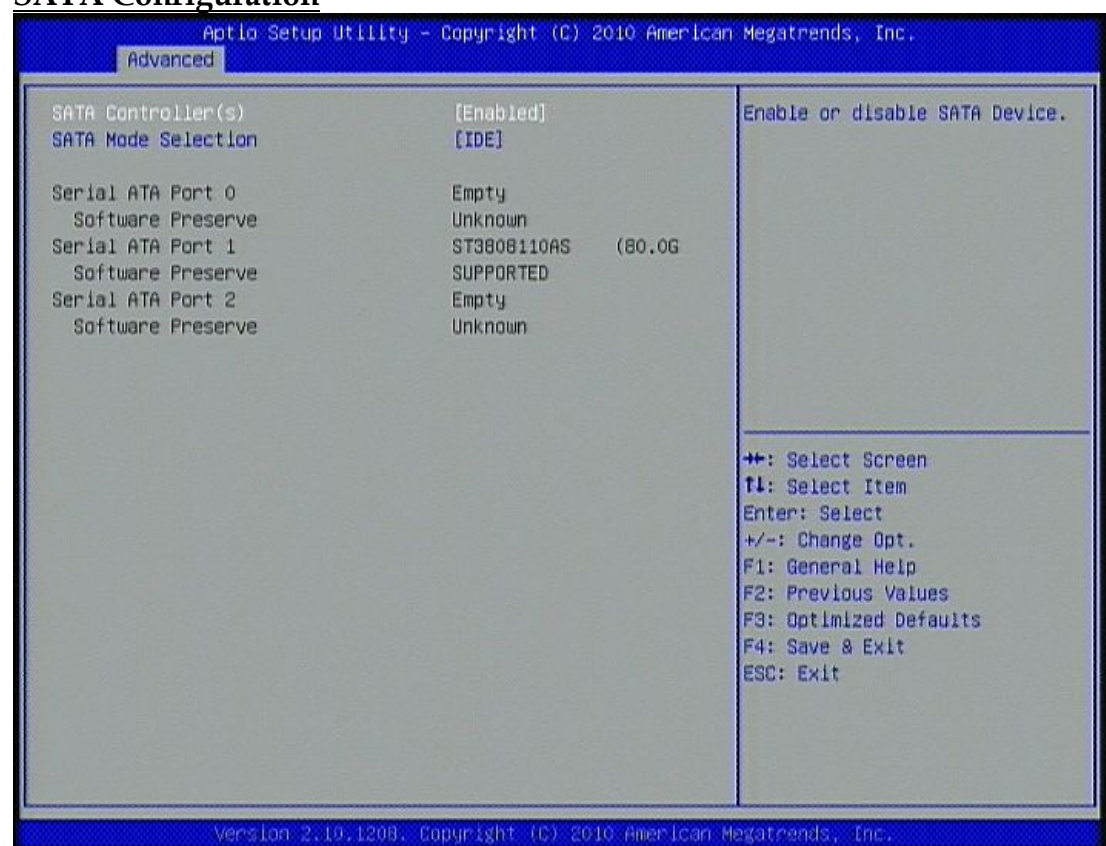 SATA Configuration
Aptio Setup Utility - Copyright (C) 2010 American Megatrends, Inc.
Advanced
SATA Controller(s) [Enabled]
SATA Mode Selection [IDE]
Serial ATA Port 0 Empty
Software Preserve Unknown
Serial ATA Port 1 ST3808110AS (80.0G
Software Preserve SUPPORTED
Serial ATA Port 2 Empty
Software Preserve Unknown
Enable or disable SATA Device.
→←: Select Screen
↑↓: Select Item
Enter: Select
+/-: Change Opt.
F1: General Help
F2: Previous Values
F3: Optimized Defaults
F4: Save & Exit
ESC: Exit
Version 2.10.1208. Copyright (C) 2010 American Megatrends, Inc.